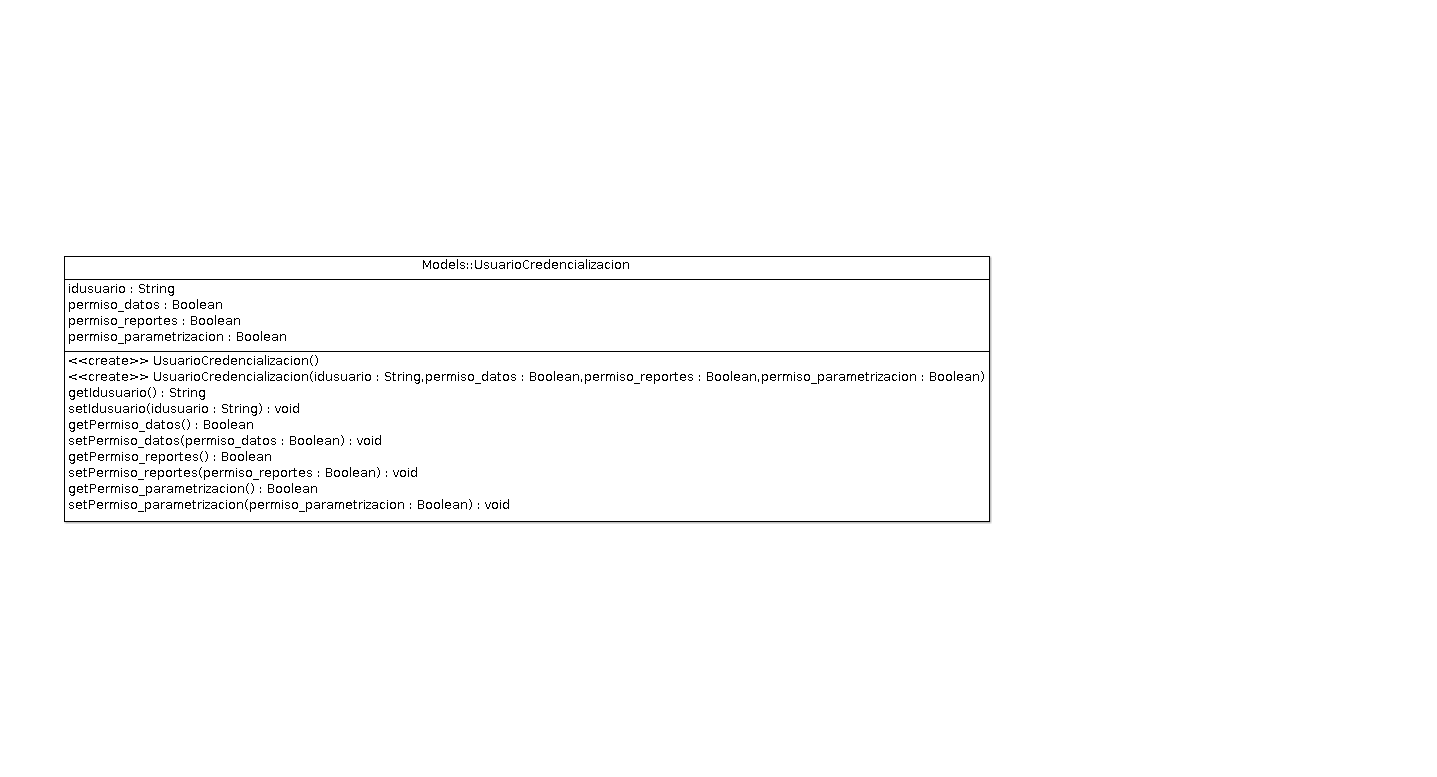 Models::UsuarioCredencializacion
idusuario : String
permiso_datos : Boolean
permiso_reportes : Boolean
permiso_parametrizacion : Boolean
<<create>> UsuarioCredencializacion()
<<create>> UsuarioCredencializacion(idusuario : String,permiso_datos : Boolean,permiso_reportes : Boolean,permiso_parametrizacion : Boolean)
getIdusuario() : String
setIdusuario(idusuario : String) : void
getPermiso_datos() : Boolean
setPermiso_datos(permiso_datos : Boolean) : void
getPermiso_reportes() : Boolean
setPermiso_reportes(permiso_reportes : Boolean) : void
getPermiso_parametrizacion() : Boolean
setPermiso_parametrizacion(permiso_parametrizacion : Boolean) : void